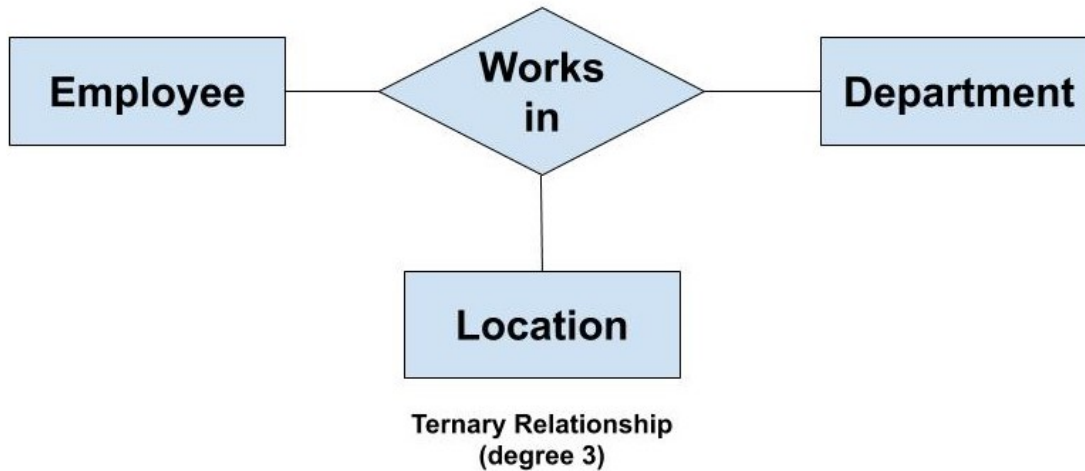 Employee
Works
in
Department
Location
Ternary Relationship
(degree 3)